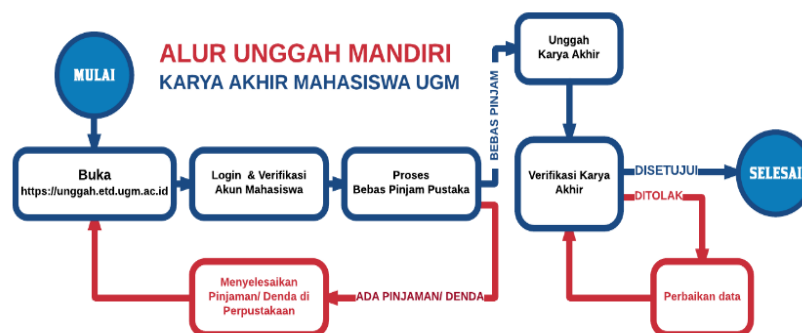 ALUR UNGGAH MANDIRI
KARYA AKHIR MAHASISWA UGM
MULAI
Buka
https://unggah.etd.ugm.ac.id
Login & Verifikasi
Akun Mahasiswa
Proses
Bebas Pinjam Pustaka
BEBAS PINJAM
Unggah
Karya Akhir
Verifikasi Karya
Akhir
DISETUJUI
SELESAI
DITOLAK
Perbaikan data
ADA PINJAMAN/ DENDA
Menyelesaikan
Pinjaman/ Denda di
Perpustakaan